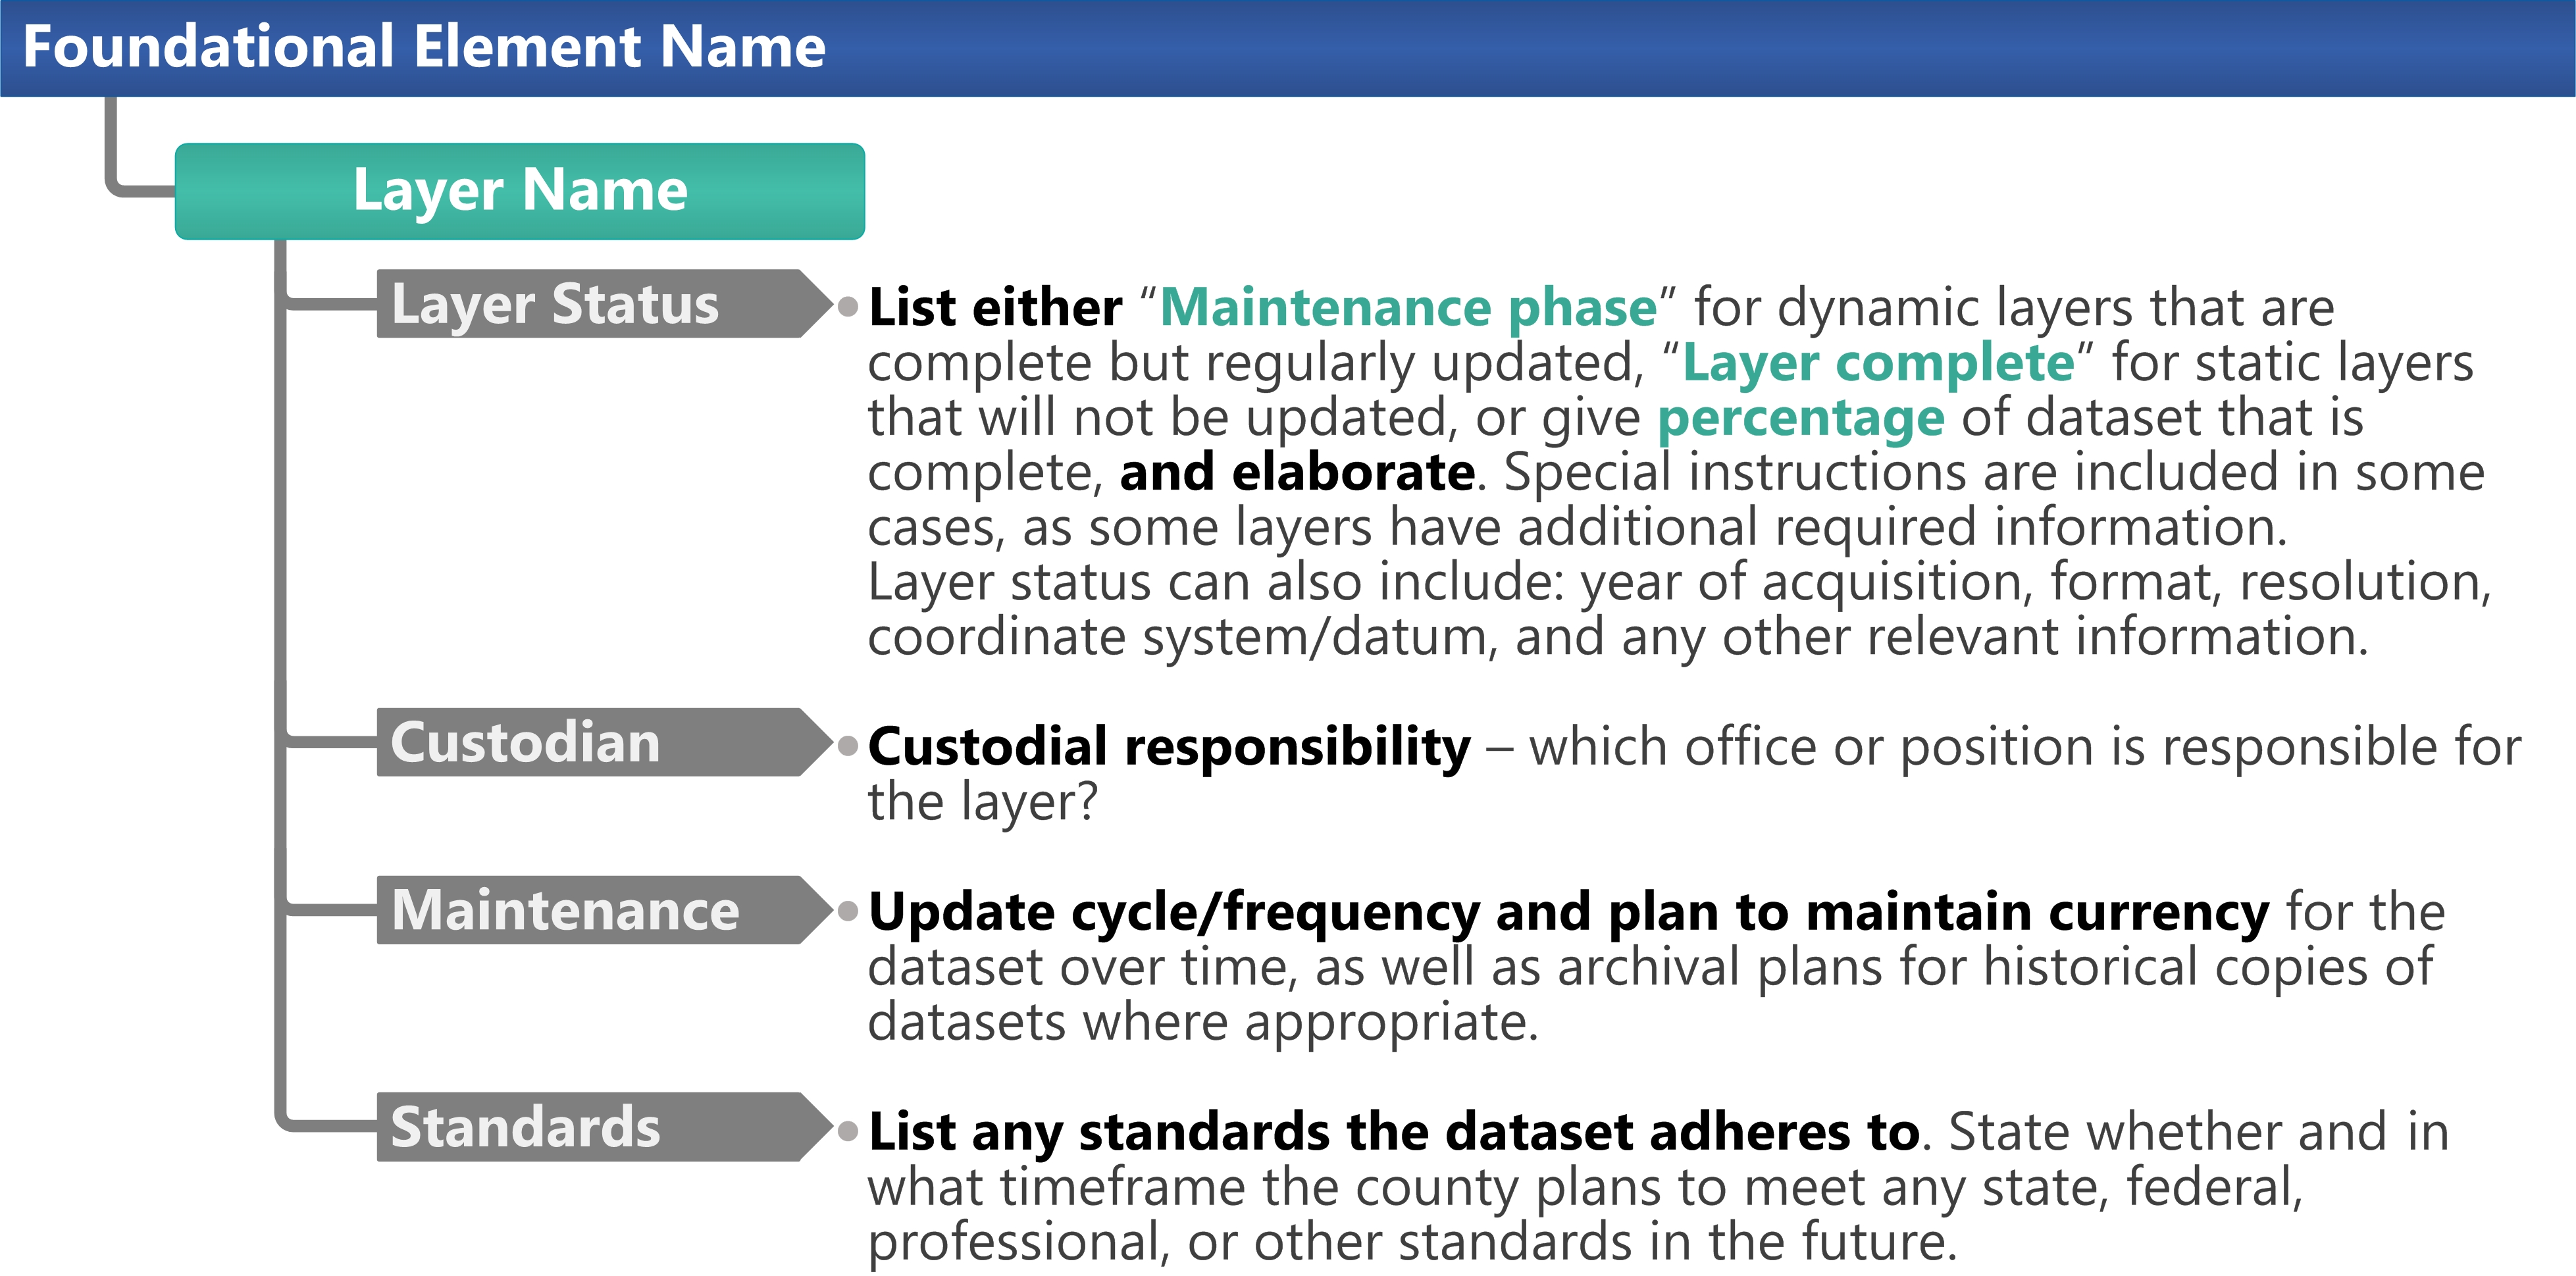 Foundational Element Name
Layer Name
Layer Status
List either “Maintenance phase” for dynamic layers that are
complete but regularly updated, “Layer complete” for static layers
that will not be updated, or give percentage of dataset that is
complete, and elaborate. Special instructions are included in some
cases, as some layers have additional required information.
Layer status can also include: year of acquisition, format, resolution,
coordinate system/datum, and any other relevant information.
Custodian
Custodial responsibility – which office or position is responsible for
the layer?
Maintenance
Update cycle/frequency and plan to maintain currency for the
dataset over time, as well as archival plans for historical copies of
datasets where appropriate.
Standards
List any standards the dataset adheres to. State whether and in
what timeframe the county plans to meet any state, federal,
professional, or other standards in the future.